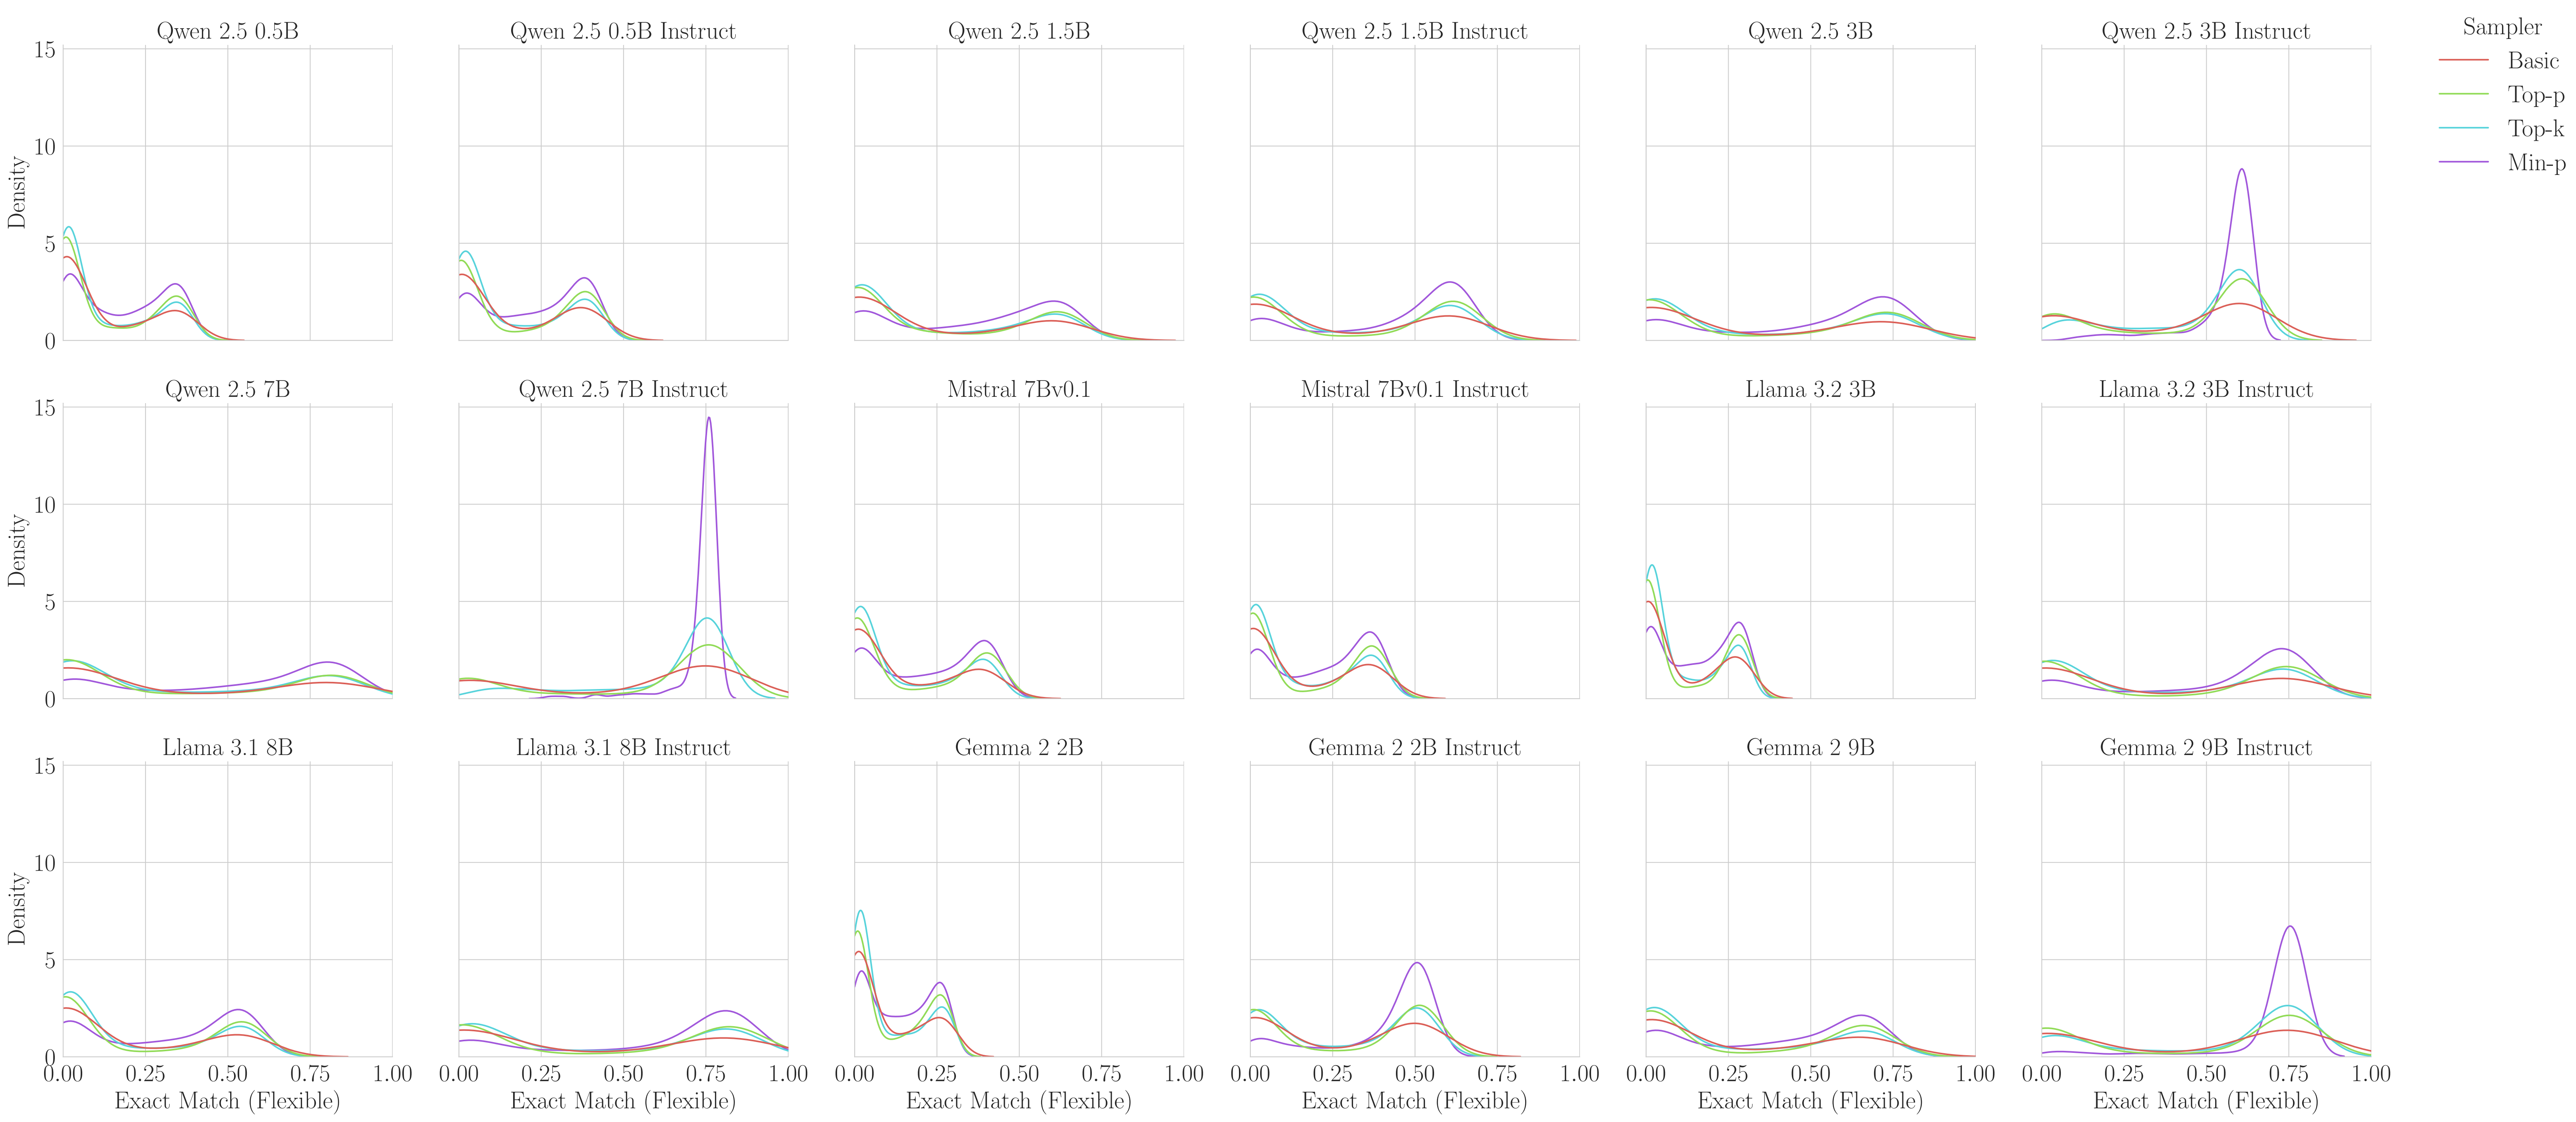 Qwen 2.5 0.5B
Qwen 2.5 0.5B Instruct
Qwen 2.5 1.5B
Qwen 2.5 1.5B Instruct
Qwen 2.5 3B
Qwen 2.5 3B Instruct
Sampler
Basic
Top-p
Top-k
Min-p
15
10
5
0
Density
Qwen 2.5 7B
Qwen 2.5 7B Instruct
Mistral 7Bv0.1
Mistral 7Bv0.1 Instruct
Llama 3.2 3B
Llama 3.2 3B Instruct
15
10
5
0
Density
Llama 3.1 8B
Llama 3.1 8B Instruct
Gemma 2 2B
Gemma 2 2B Instruct
Gemma 2 9B
Gemma 2 9B Instruct
15
10
5
0
Density
0.00 0.25 0.50 0.75 1.00
0.00 0.25 0.50 0.75 1.00
0.00 0.25 0.50 0.75 1.00
0.00 0.25 0.50 0.75 1.00
0.00 0.25 0.50 0.75 1.00
0.00 0.25 0.50 0.75 1.00
Exact Match (Flexible)
Exact Match (Flexible)
Exact Match (Flexible)
Exact Match (Flexible)
Exact Match (Flexible)
Exact Match (Flexible)